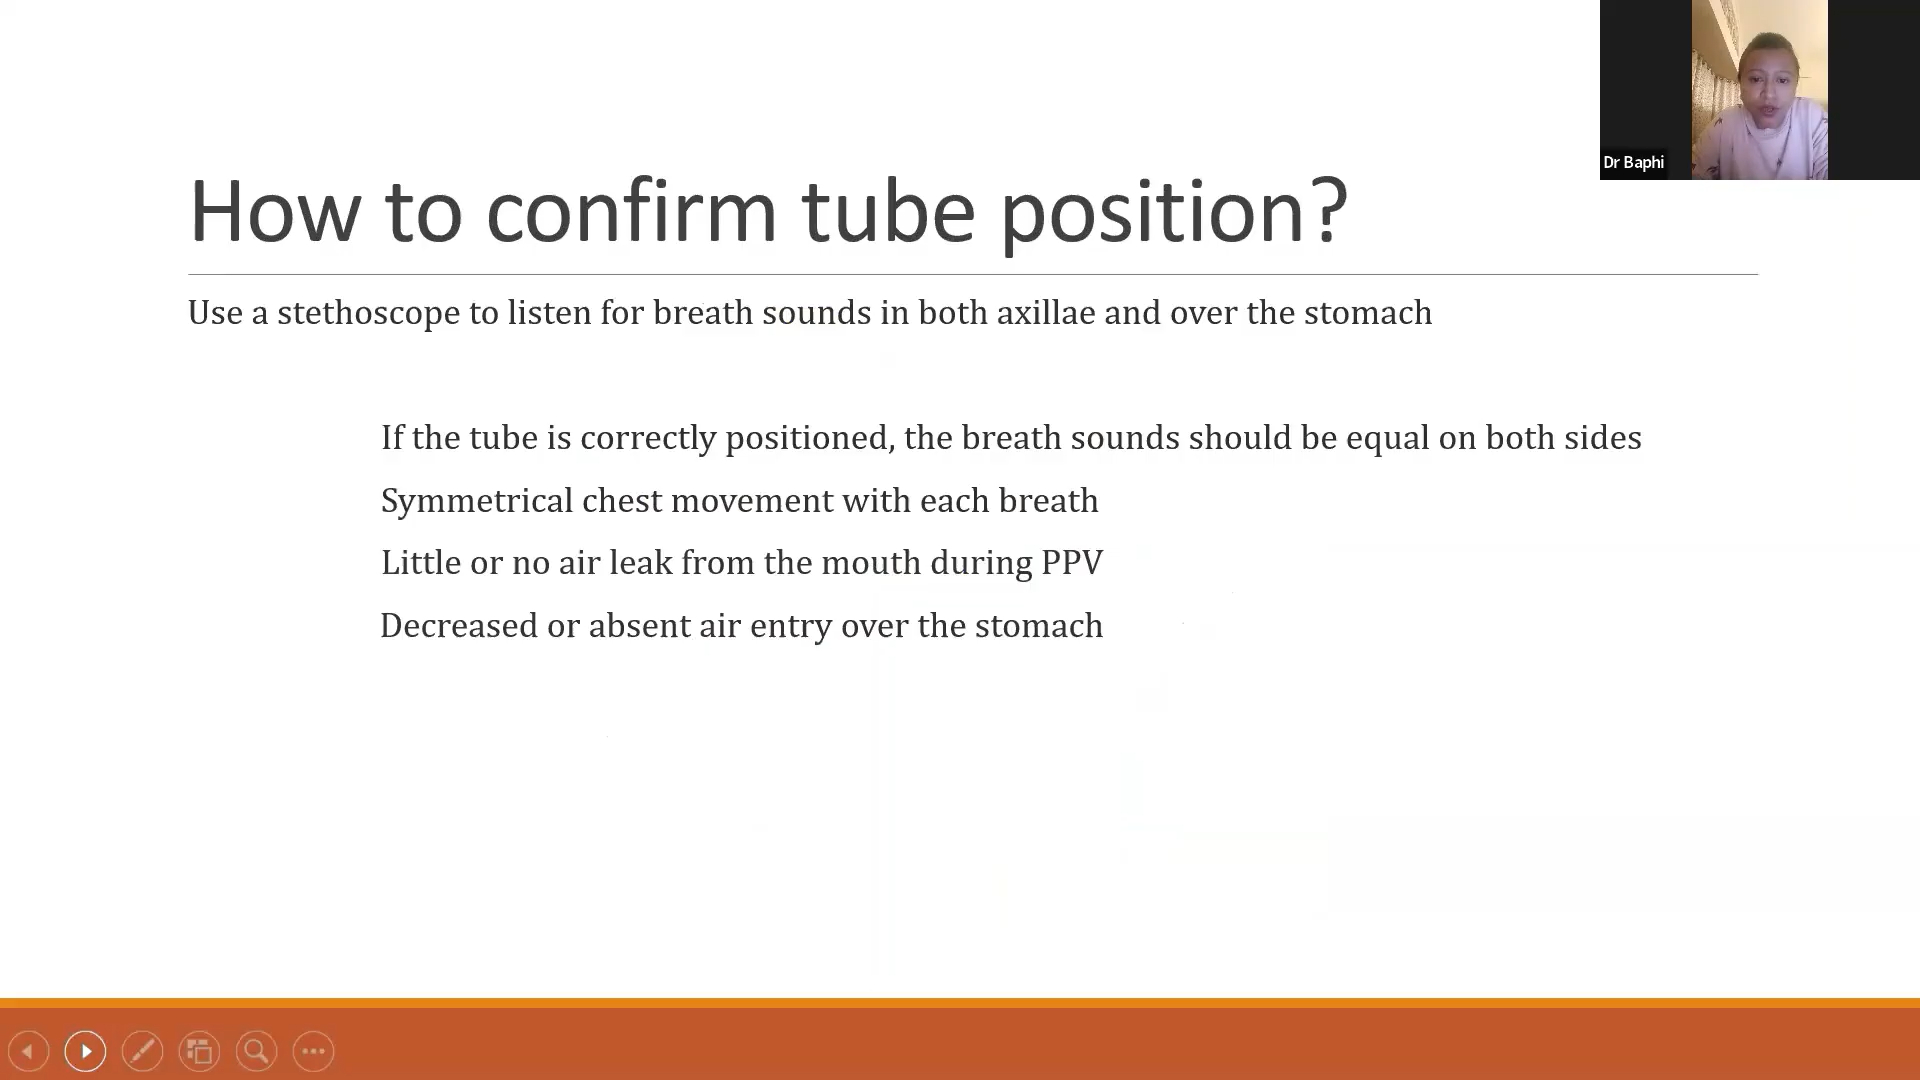 Dr Baphi
How to confirm tube position?
Use a stethoscope to listen for breath sounds in both axillae and over the stomach
If the tube is correctly positioned, the breath sounds should be equal on both sides
Symmetrical chest movement with each breath
Little or no air leak from the mouth during PPV
Decreased or absent air entry over the stomach